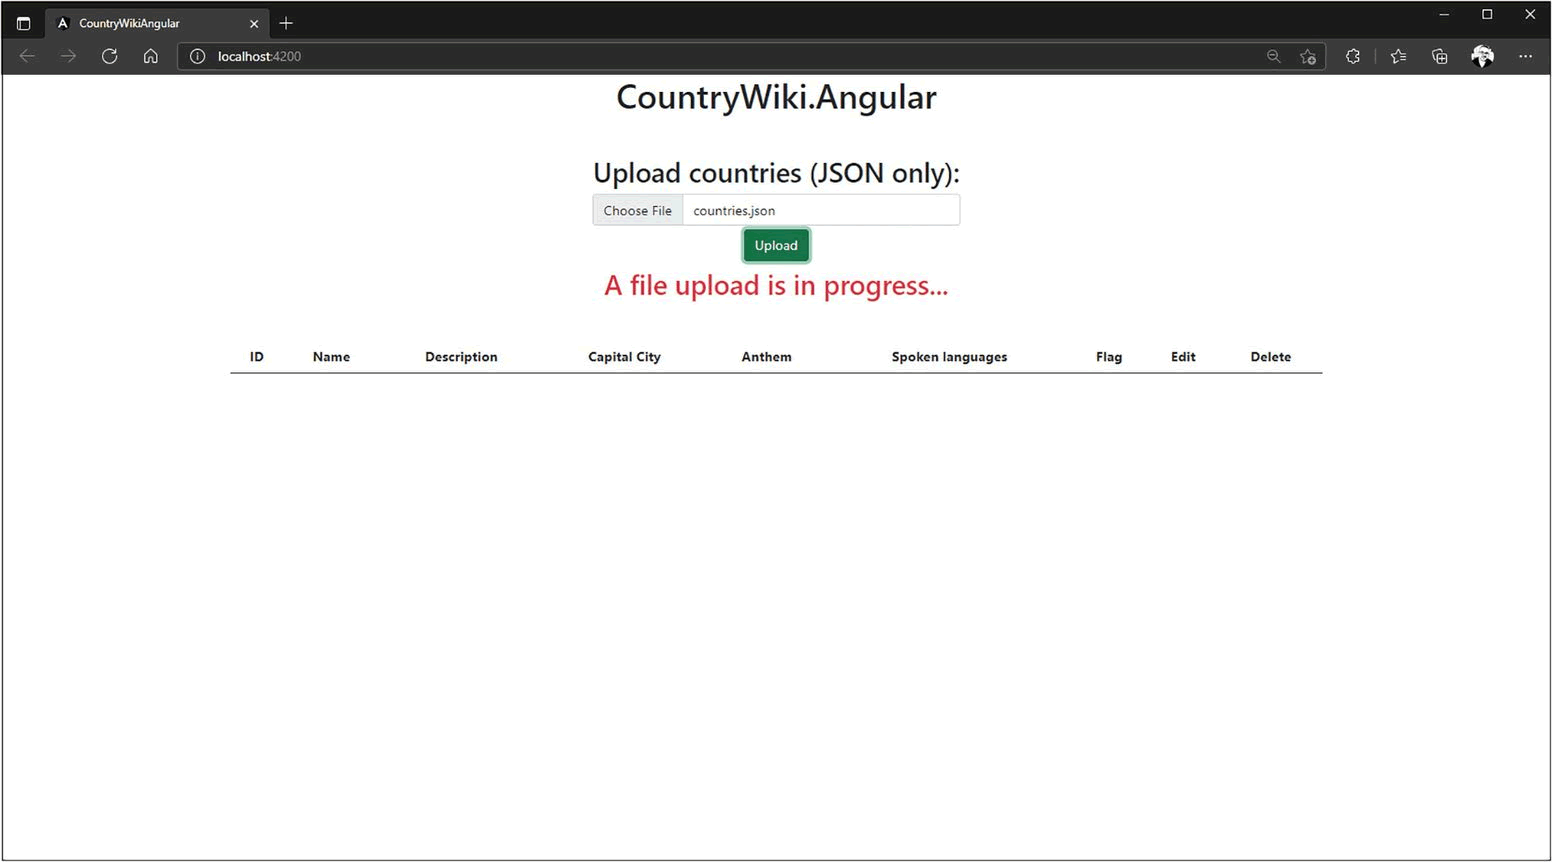 CountryWikiAngular
localhost:4200
CountryWiki.Angular
Upload countries (JSON only):
Choose File countries.json
Upload
A file upload is in progress...
ID Name Description Capital City Anthem Spoken languages Flag Edit Delete